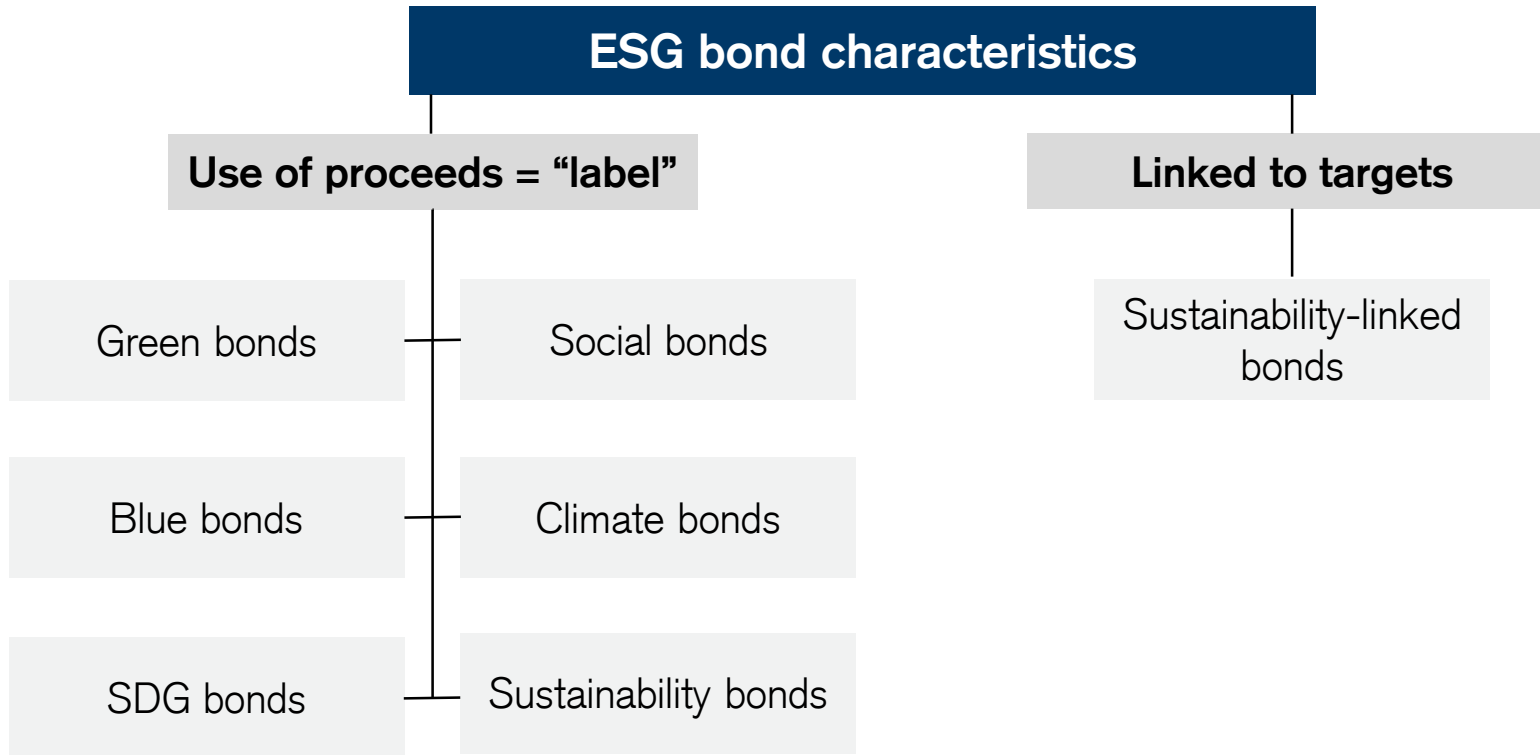 ESG bond characteristics
Use of proceeds = “label”
Linked to targets
Green bonds
Social bonds
Sustainability-linked
bonds
Blue bonds
Climate bonds
SDG bonds
Sustainability bonds